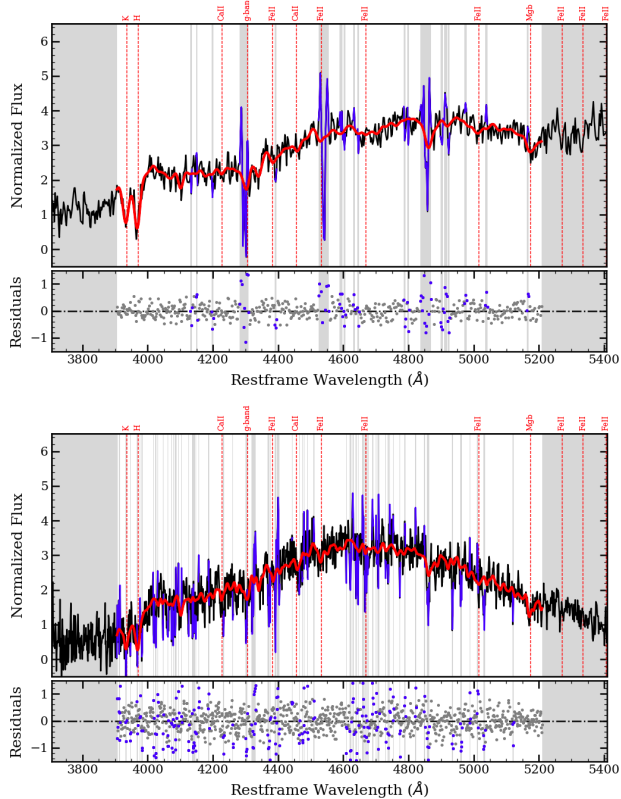 K H CaII g-band FeII CaII FeII FeII FeII Mgb FeII FeII FeII
6
5
4
3
2
1
0
Normalized Flux
1
0
−1
Residuals
3800 4000 4200 4400 4600 4800 5000 5200 5400
Restframe Wavelength (Å)
K H CaII g-band FeII CaII FeII FeII FeII Mgb FeII FeII FeII
6
5
4
3
2
1
0
Normalized Flux
1
0
−1
Residuals
3800 4000 4200 4400 4600 4800 5000 5200 5400
Restframe Wavelength (Å)